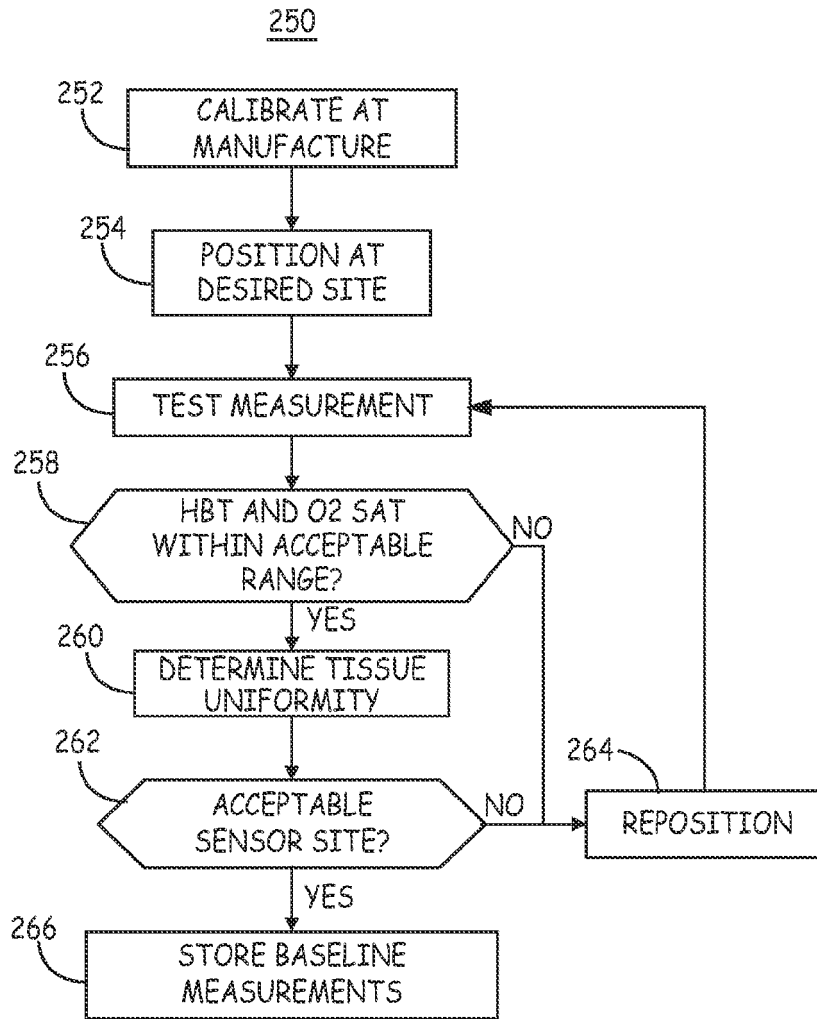 250
252
CALIBRATE AT
MANUFACTURE
254
POSITION AT
DESIRED SITE
256
TEST MEASUREMENT
258
HBT AND O2 SAT
WITHIN ACCEPTABLE
RANGE?
NO
YES
260
DETERMINE TISSUE
UNIFORMITY
262
ACCEPTABLE
SENSOR SITE?
NO
264
REPOSITION
YES
266
STORE BASELINE
MEASUREMENTS